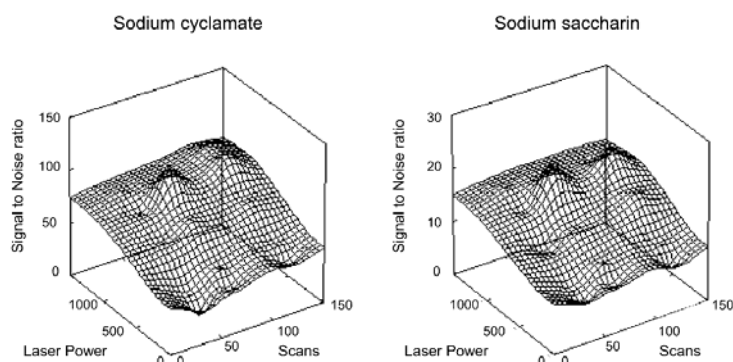 Sodium cyclamate
Signal to Noise ratio
150
100
50
0
1000
500
0
Laser Power
0
50
100
150
Scans
Sodium saccharin
Signal to Noise ratio
30
20
10
0
1000
500
0
Laser Power
0
50
100
150
Scans